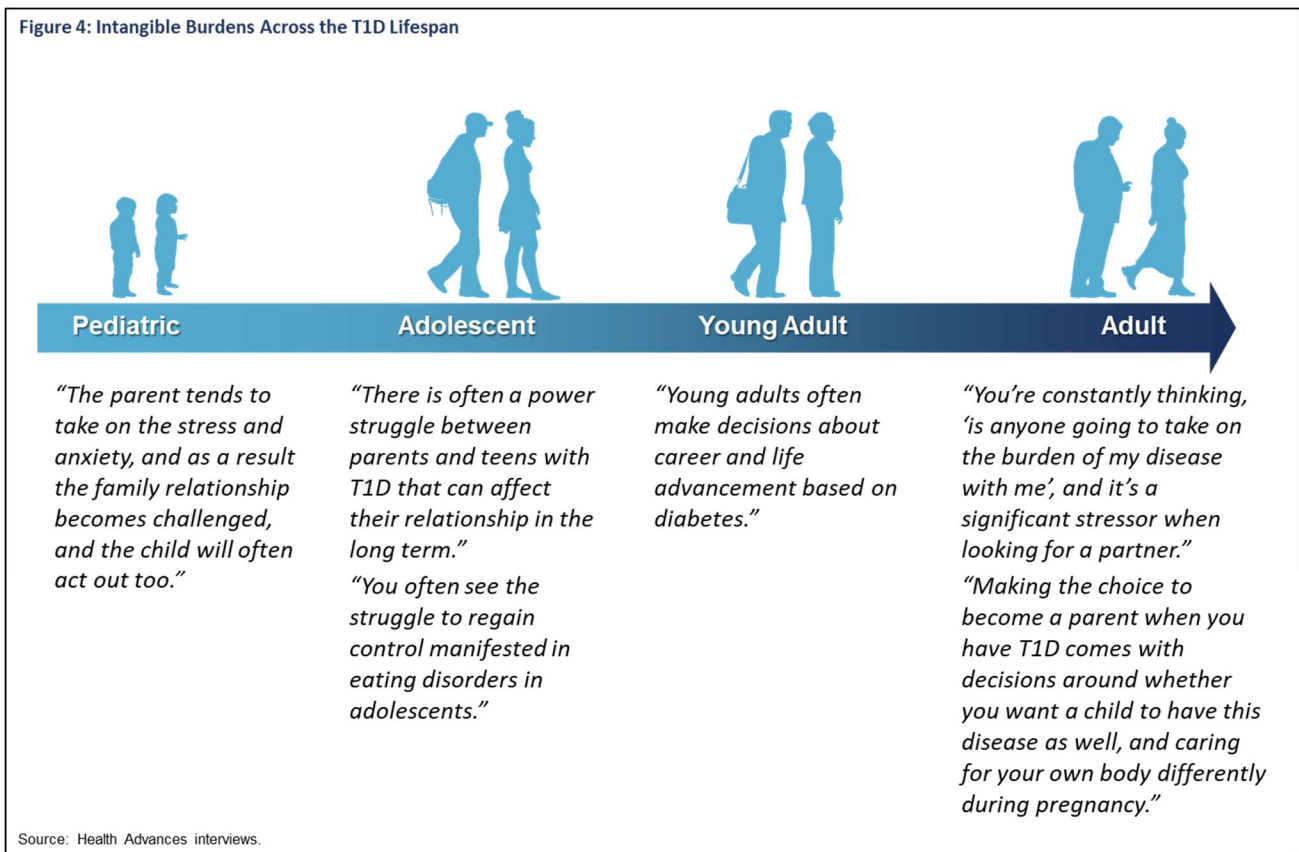 Figure 4: Intangible Burdens Across the T1D Lifespan
Pediatric
Adolescent
Young Adult
Adult
“The parent tends to
take on the stress and
anxiety, and as a result
the family relationship
becomes challenged,
and the child will often
act out too.”
“There is often a power
struggle between
parents and teens with
T1D that can affect
their relationship in the
long term.”
“You often see the
struggle to regain
control manifested in
eating disorders in
adolescents.”
“Young adults often
make decisions about
career and life
advancement based on
diabetes.”
“You’re constantly thinking,
‘is anyone going to take on
the burden of my disease
with me’, and it’s a
significant stressor when
looking for a partner.”
“Making the choice to
become a parent when you
have T1D comes with
decisions around whether
you want a child to have this
disease as well, and caring
for your own body differently
during pregnancy.”
Source: Health Advances interviews.